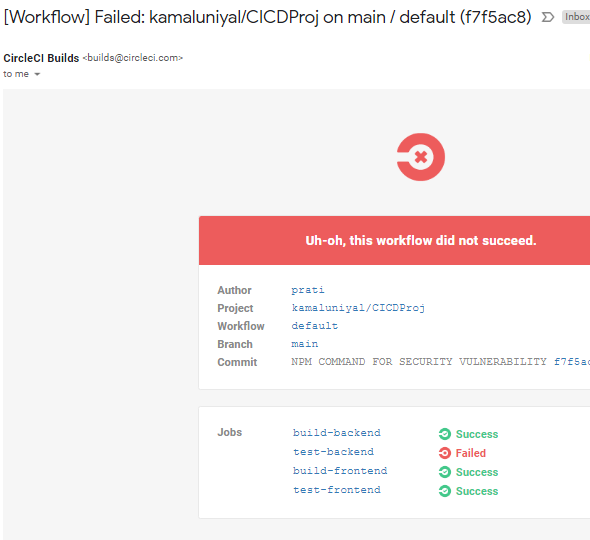 [Workflow] Failed: kamaluniyal/CICDProj on main / default (f7f5ac8) Inbox
CircleCI Builds <builds@circleci.com>
to me
Uh-oh, this workflow did not succeed.
Author prati
Project kamaluniyal/CICDProj
Workflow default
Branch main
Commit NPM COMMAND FOR SECURITY VULNERABILITY f7f5ac
Jobs build-backend Success
test-backend Failed
build-frontend Success
test-frontend Success